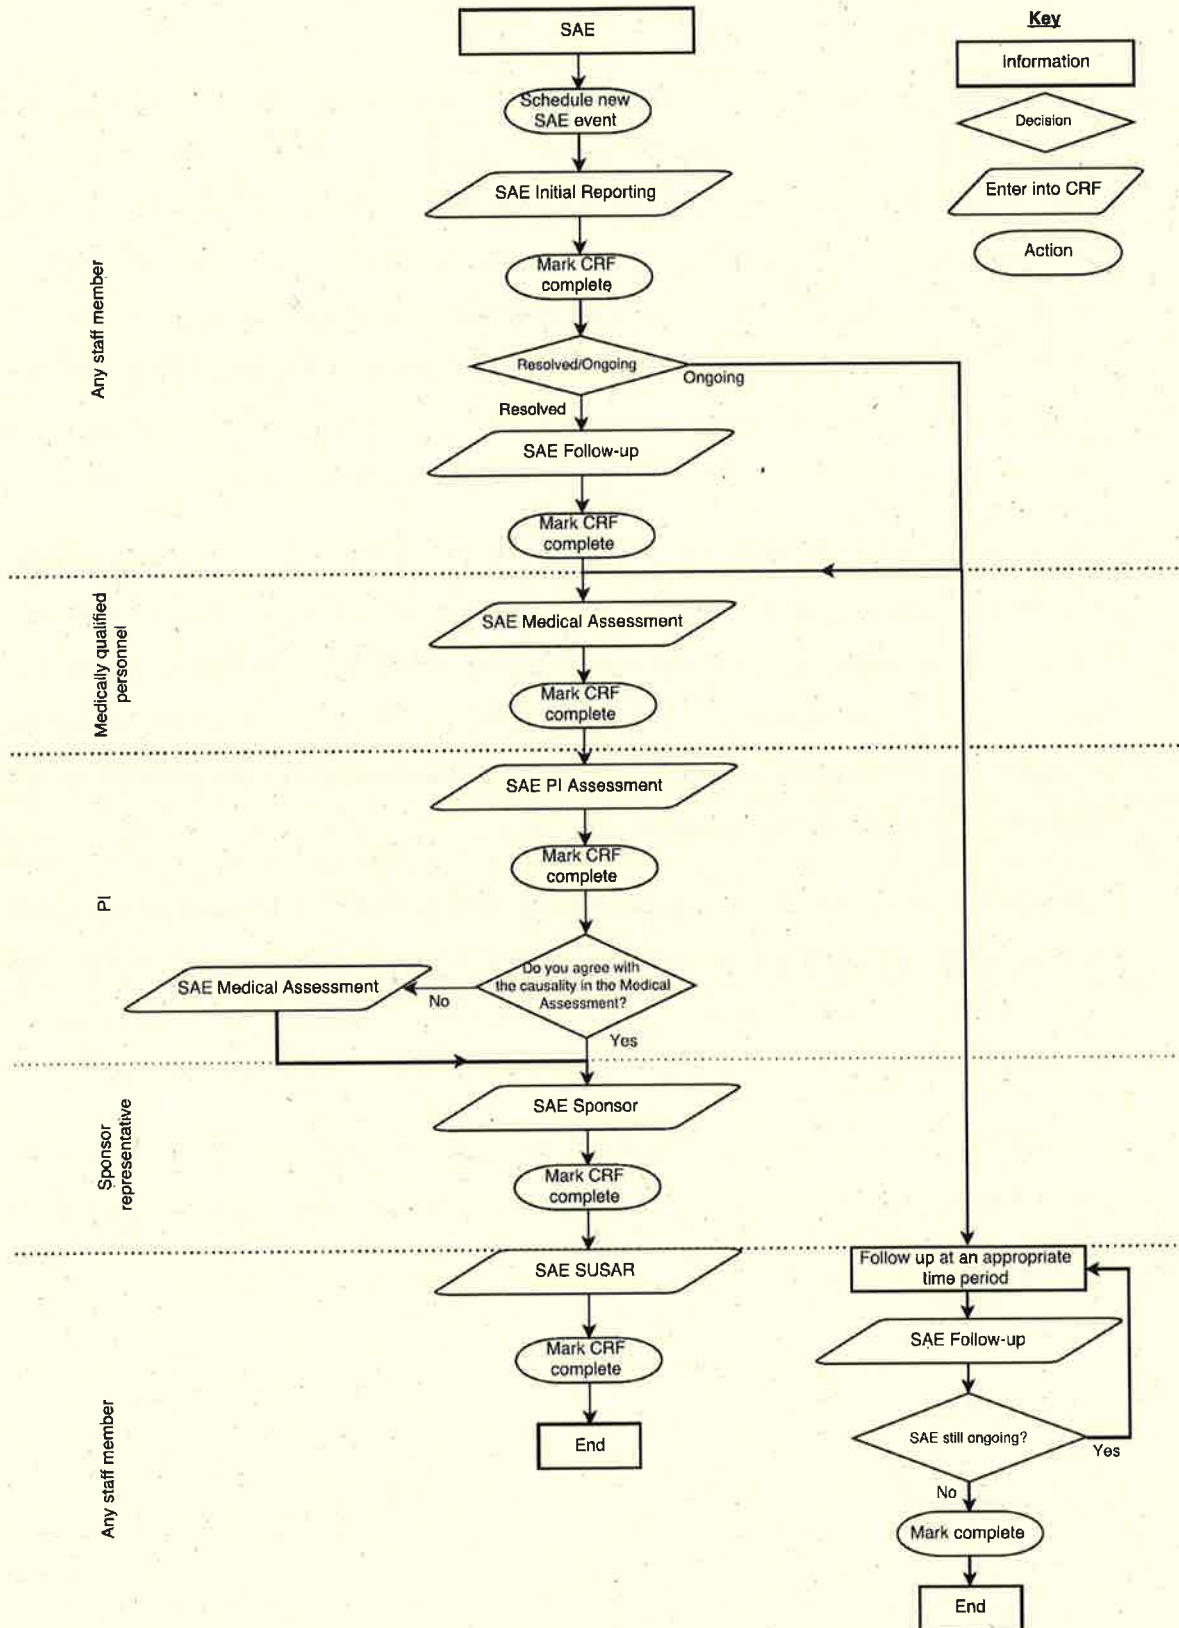 SAE
Schedule new
SAE event
SAE Initial Reporting
Mark CRF
complete
Resolved/Ongoing
Ongoing
Resolved
SAE Follow-up
Mark CRF
complete
Any staff member
Key
Information
Decision
Enter into CRF
Action
SAE Medical Assessment
Mark CRF
complete
Medically qualified
personnel
SAE PI Assessment
Mark CRF
complete
Do you agree with
the causality in the Medical
Assessment?
No
Yes
SAE Medical Assessment
PI
SAE Sponsor
Mark CRF
complete
Sponsor
representative
SAE SUSAR
Mark CRF
complete
End
Follow up at an appropriate
time period
SAE Follow-up
SAE still ongoing?
Yes
No
Mark complete
End
Any staff member